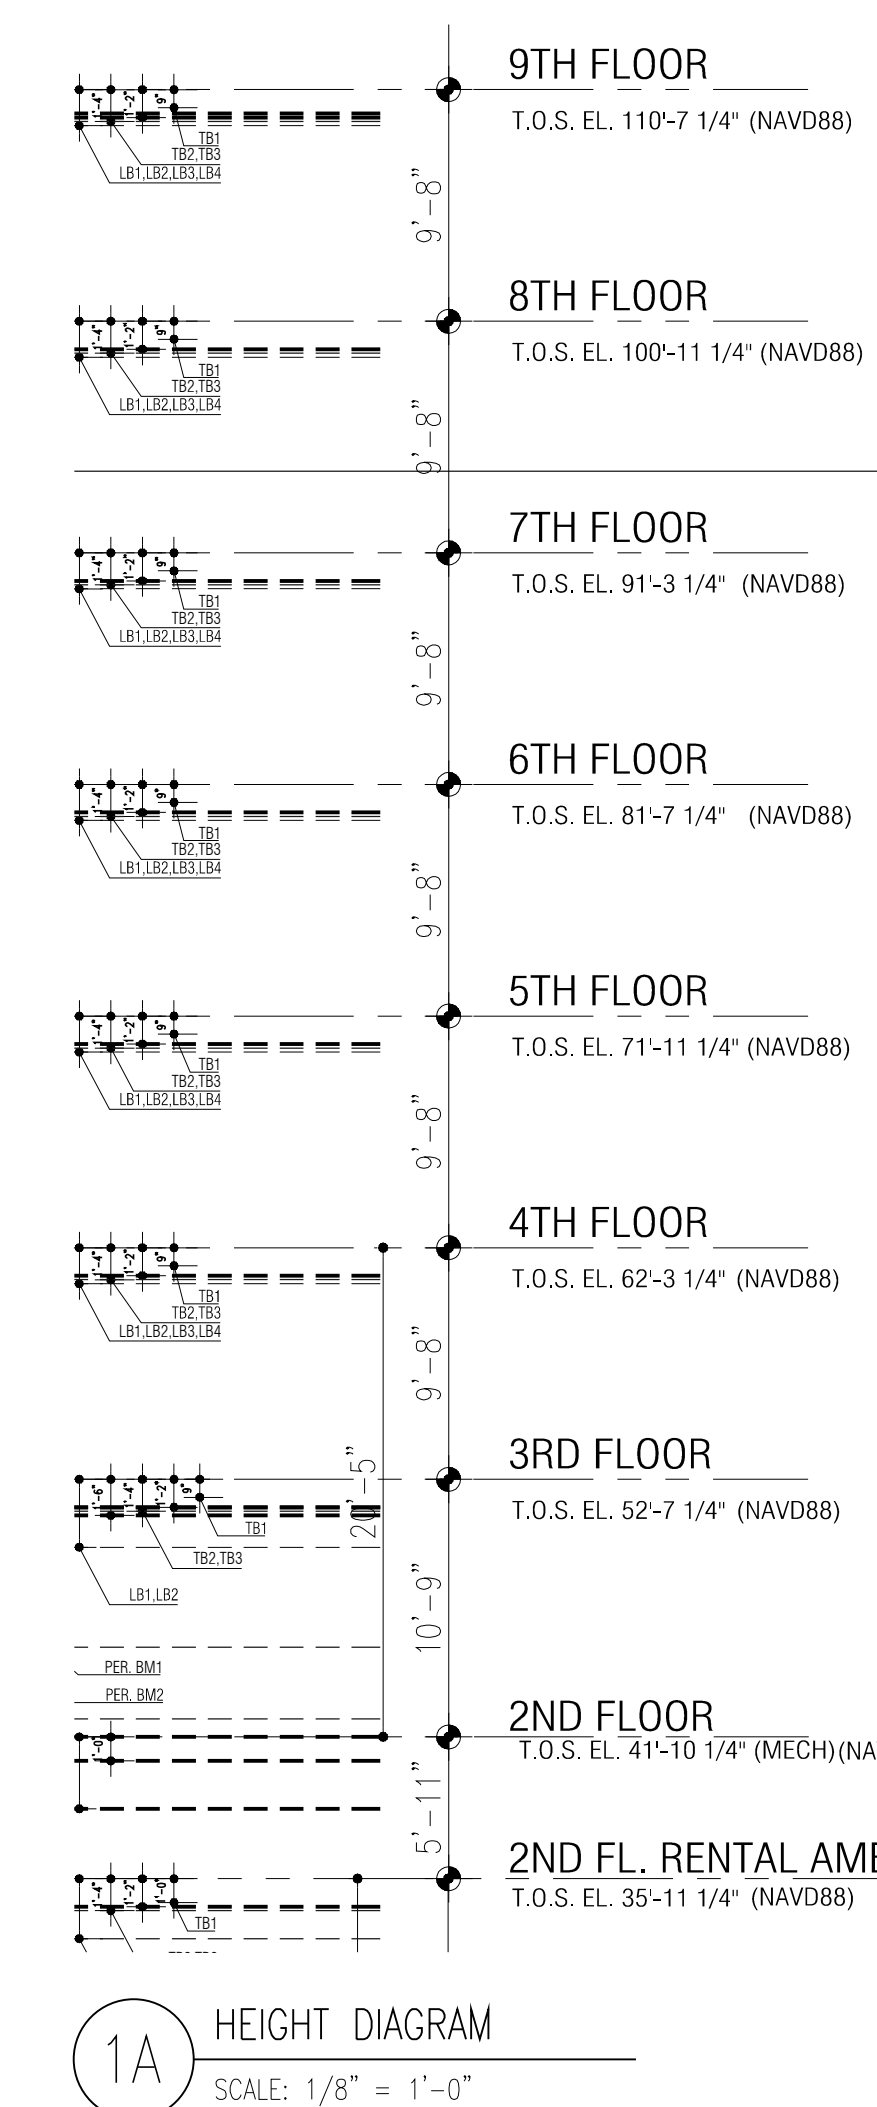 9TH FLOOR
T.O.S. EL. 110'-7 1/4" (NAVD88)
1'-4" 1'-2" 9"
TB1
TB2,TB3
LB1,LB2,LB3,LB4
9'-8"
8TH FLOOR
T.O.S. EL. 100'-11 1/4" (NAVD88)
1'-4" 1'-2" 9"
TB1
TB2,TB3
LB1,LB2,LB3,LB4
9'-8"
7TH FLOOR
T.O.S. EL. 91'-3 1/4" (NAVD88)
1'-4" 1'-2" 9"
TB1
TB2,TB3
LB1,LB2,LB3,LB4
9'-8"
6TH FLOOR
T.O.S. EL. 81'-7 1/4" (NAVD88)
1'-4" 1'-2" 9"
TB1
TB2,TB3
LB1,LB2,LB3,LB4
9'-8"
5TH FLOOR
T.O.S. EL. 71'-11 1/4" (NAVD88)
1'-4" 1'-2" 9"
TB1
TB2,TB3
LB1,LB2,LB3,LB4
9'-8"
4TH FLOOR
T.O.S. EL. 62'-3 1/4" (NAVD88)
1'-4" 1'-2" 9"
TB1
TB2,TB3
LB1,LB2,LB3,LB4
9'-8"
20'-5"
3RD FLOOR
T.O.S. EL. 52'-7 1/4" (NAVD88)
1'-6" 1'-4" 1'-2" 9"
TB1
TB2,TB3
LB1,LB2
10'-9"
PER. BM1
PER. BM2
2ND FLOOR
T.O.S. EL. 41'-10 1/4" (MECH)(NA
1'-0"
5'-11"
2ND FL. RENTAL AME
T.O.S. EL. 35'-11 1/4" (NAVD88)
1'-4" 1'-2" 1'-0"
TB1
1A
HEIGHT DIAGRAM
SCALE: 1/8" = 1'-0"